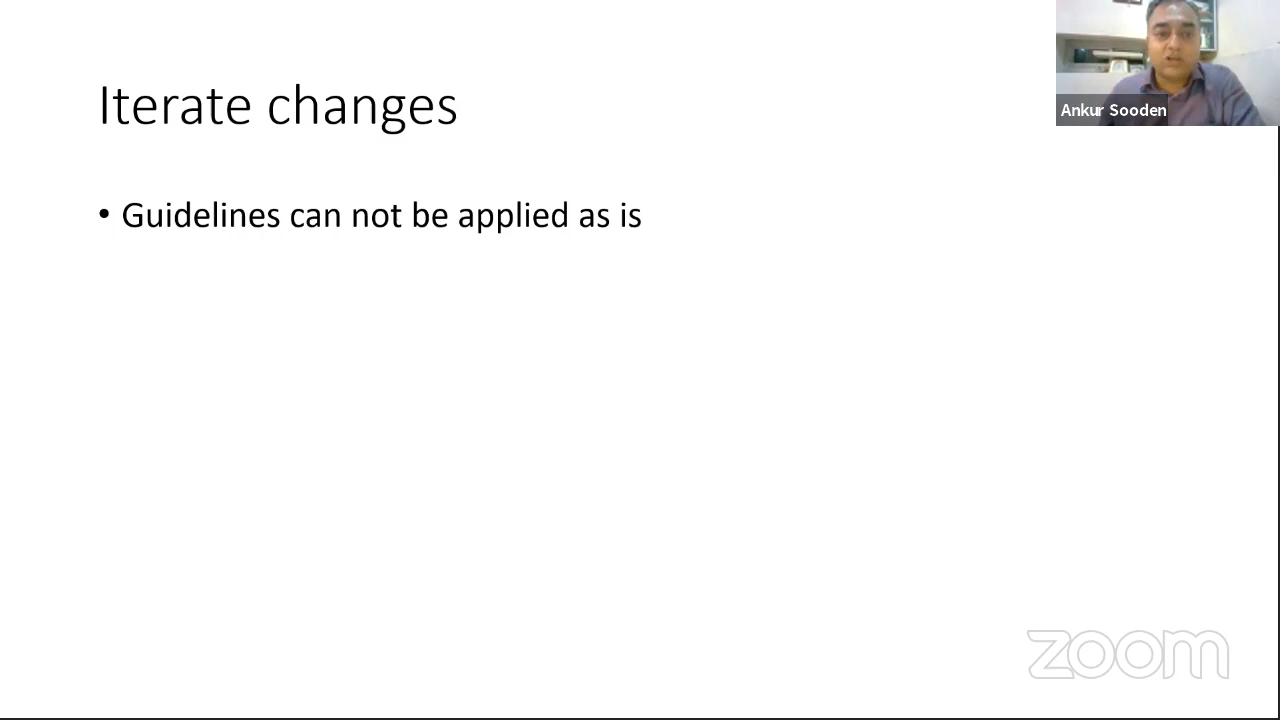 Iterate changes
Ankur Sooden
• Guidelines can not be applied as is
zoom